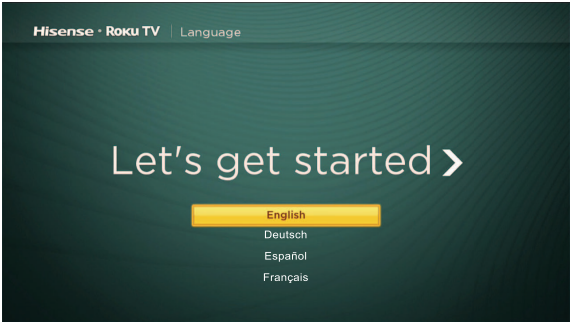 Hisense • Roku TV | Language
Let's get started
English
Deutsch
Español
Français